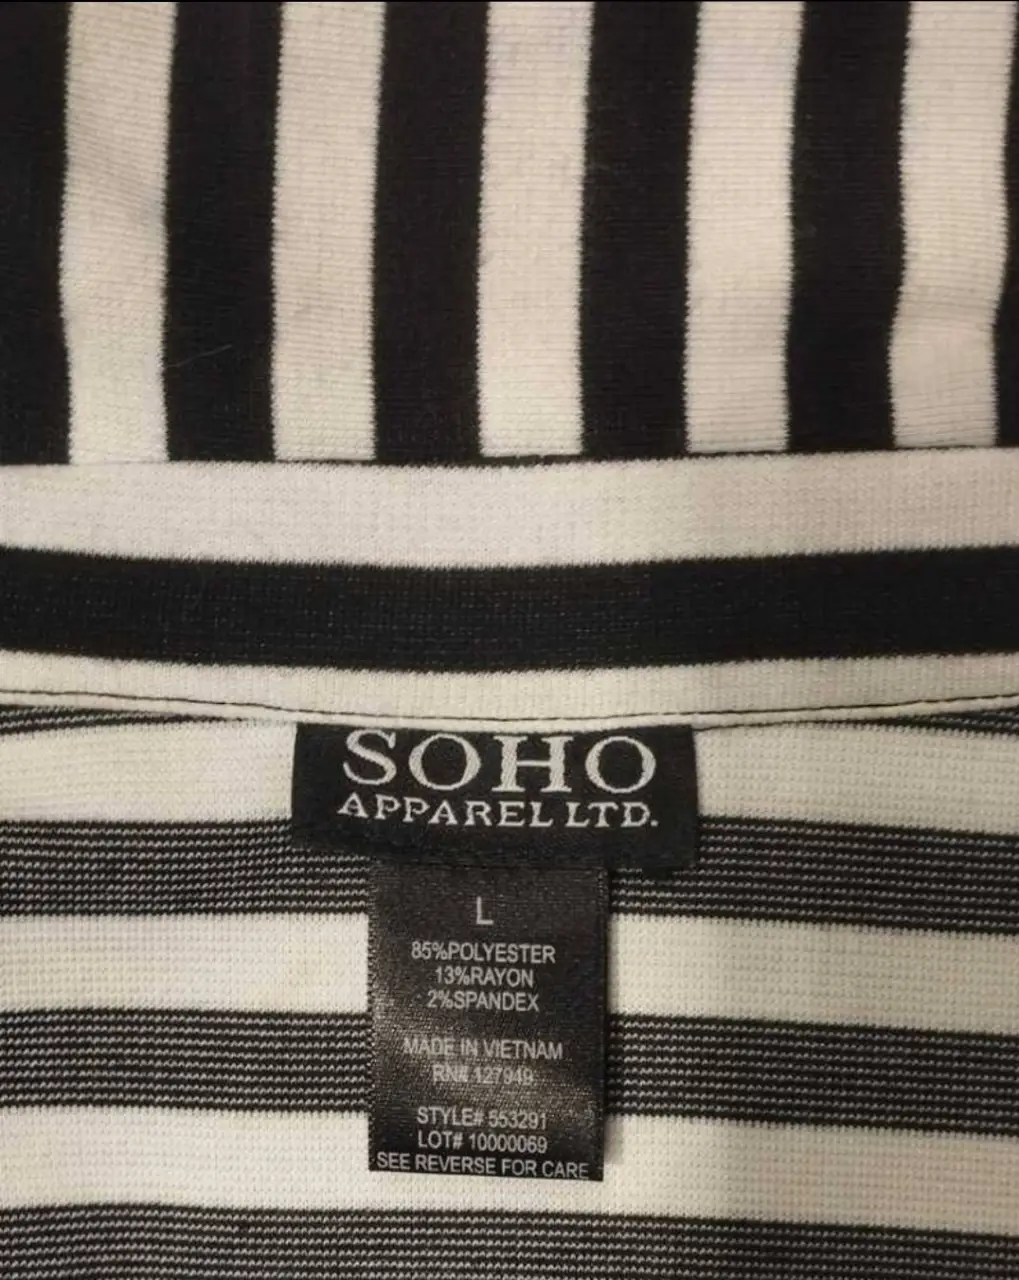 SOHO
APPAREL LTD.
L
85%POLYESTER
13%RAYON
2%SPANDEX
MADE IN VIETNAM
RN# 127949
STYLE# 553291
LOT# 10000069
SEE REVERSE FOR CARE